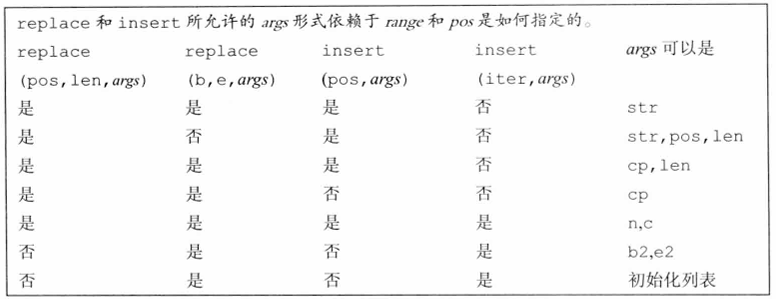 replace 和 insert 所允许的 args 形式依赖于 range 和 pos 是如何指定的。
replace replace insert insert args 可以是
(pos,len,args) (b,e,args) (pos,args) (iter,args)
是 是 是 否 str
是 否 是 否 str,pos,len
是 是 是 否 cp,len
是 是 否 否 cp
是 是 是 是 n,c
否 是 否 是 b2,e2
否 是 否 是 初始化列表